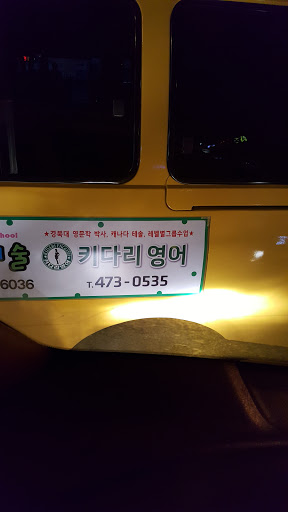 hool
술
6036
★경북대 영문학 박사, 캐나다 테솔, 레벨별그룹수업★
키다리영어
T. 473-0535